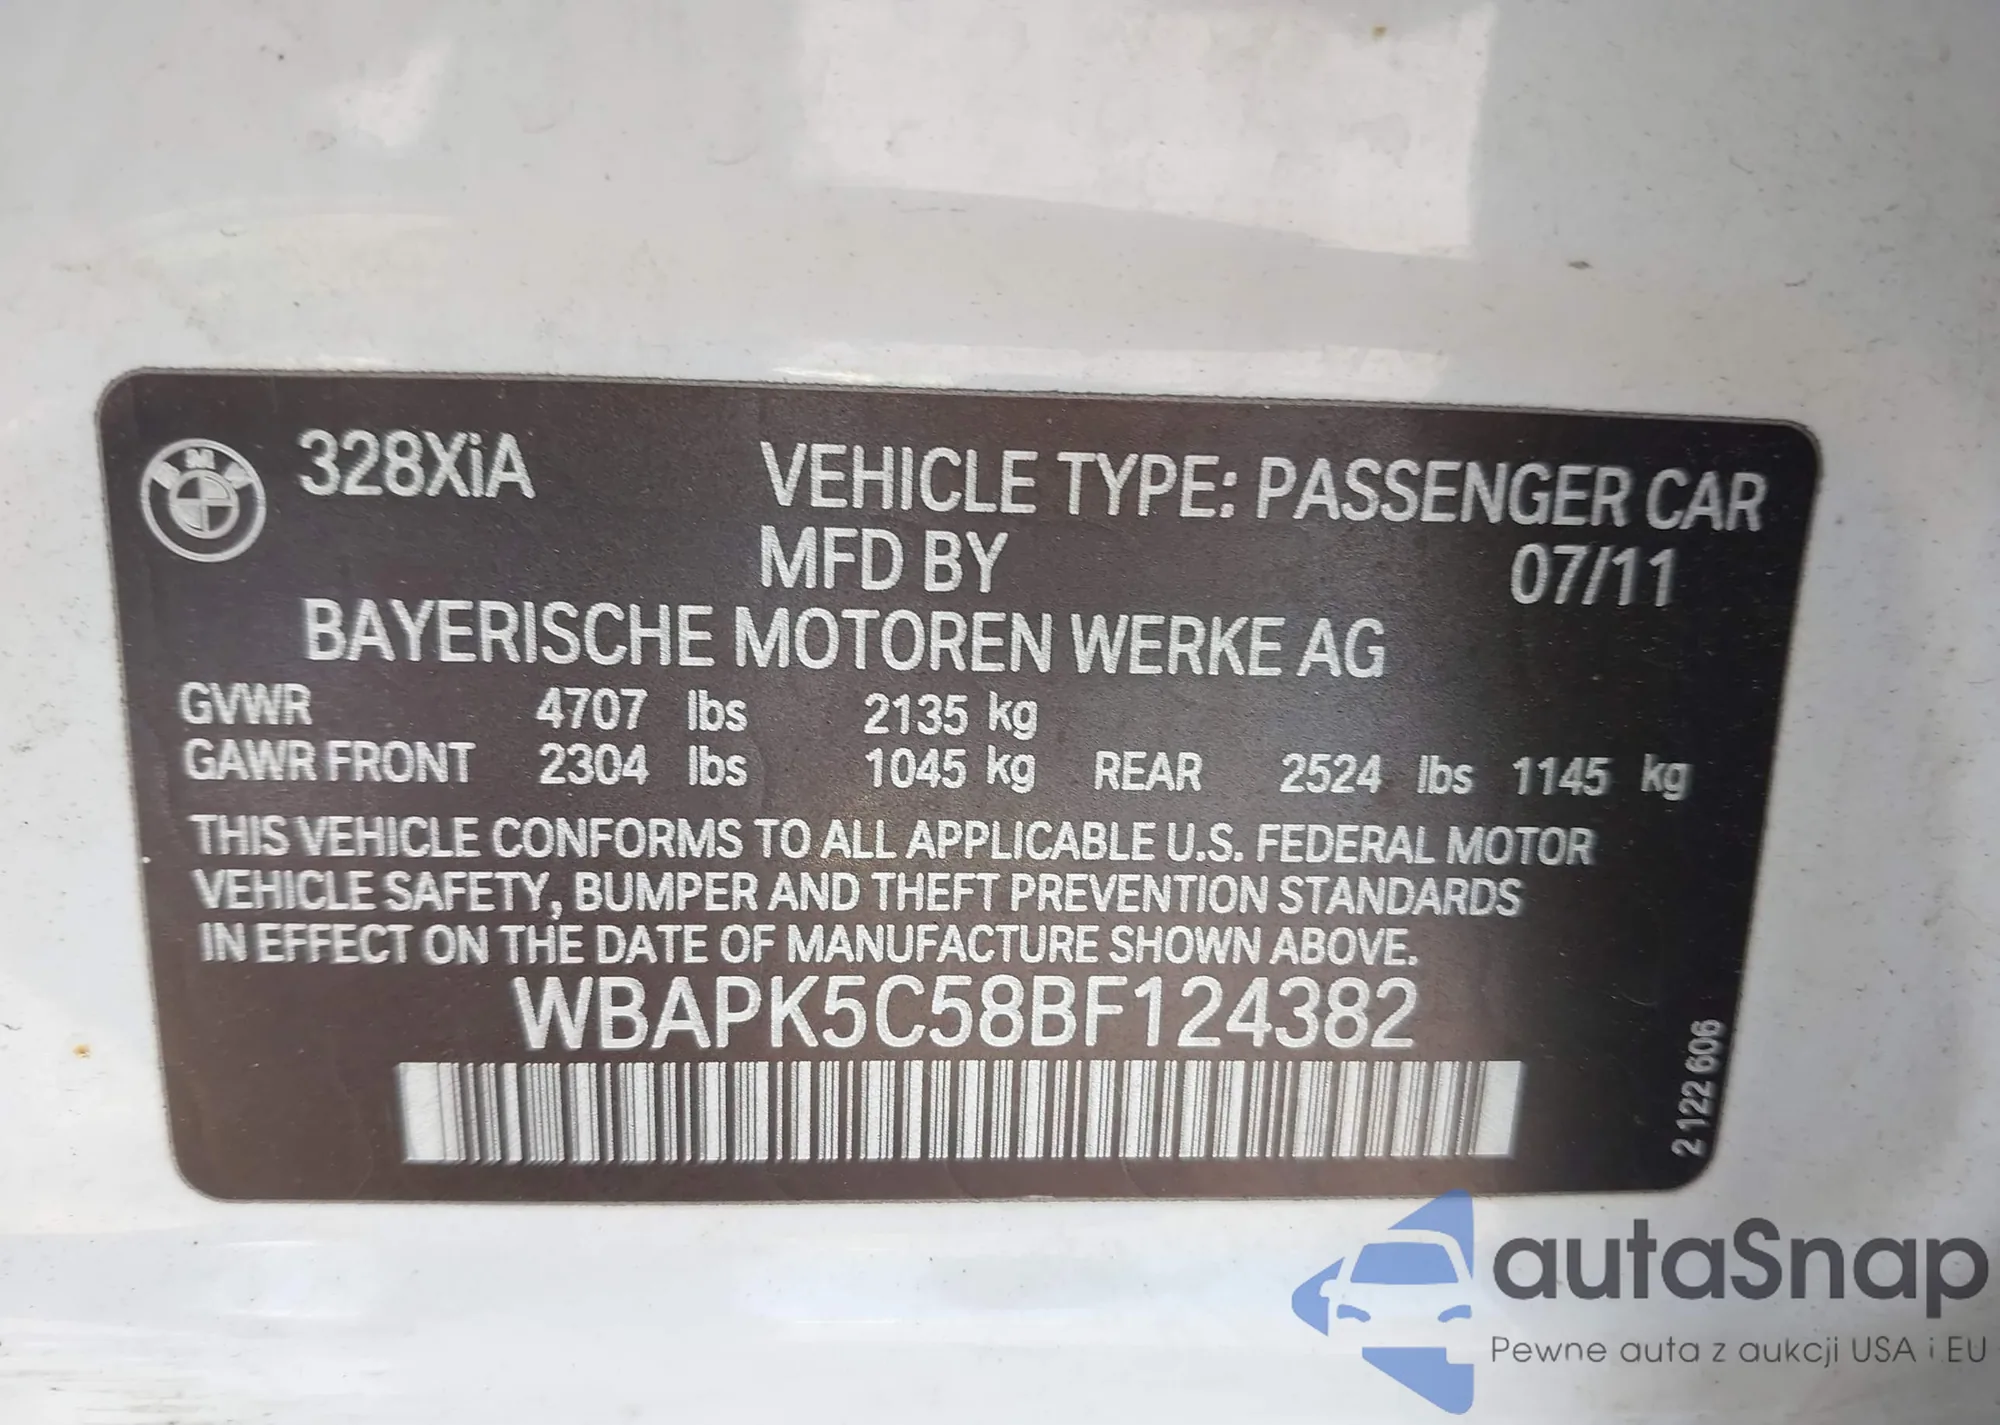 BMW
328XiA VEHICLE TYPE: PASSENGER CAR
MFD BY 07/11
BAYERISCHE MOTOREN WERKE AG
GVWR 4707 lbs 2135 kg
GAWR FRONT 2304 lbs 1045 kg REAR 2524 lbs 1145 kg
THIS VEHICLE CONFORMS TO ALL APPLICABLE U.S. FEDERAL MOTOR
VEHICLE SAFETY, BUMPER AND THEFT PREVENTION STANDARDS
IN EFFECT ON THE DATE OF MANUFACTURE SHOWN ABOVE.
WBAPK5C58BF124382
2 122 606
autaSnap
Pewne auta z aukcji USA i EU